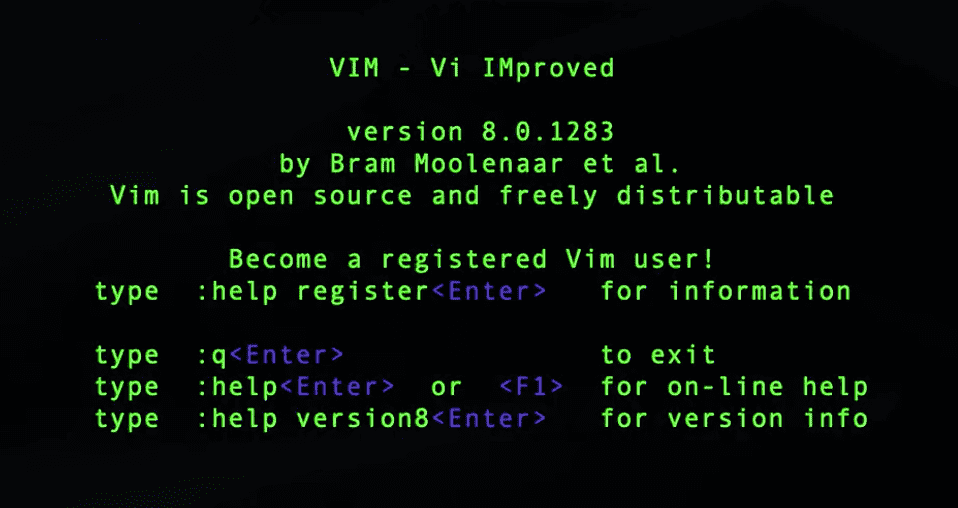 VIM - Vi IMproved
version 8.0.1283
by Bram Moolenaar et al.
Vim is open source and freely distributable
Become a registered Vim user!
type :help register<Enter> for information
type :q<Enter> to exit
type :help<Enter> or <F1> for on-line help
type :help version8<Enter> for version info